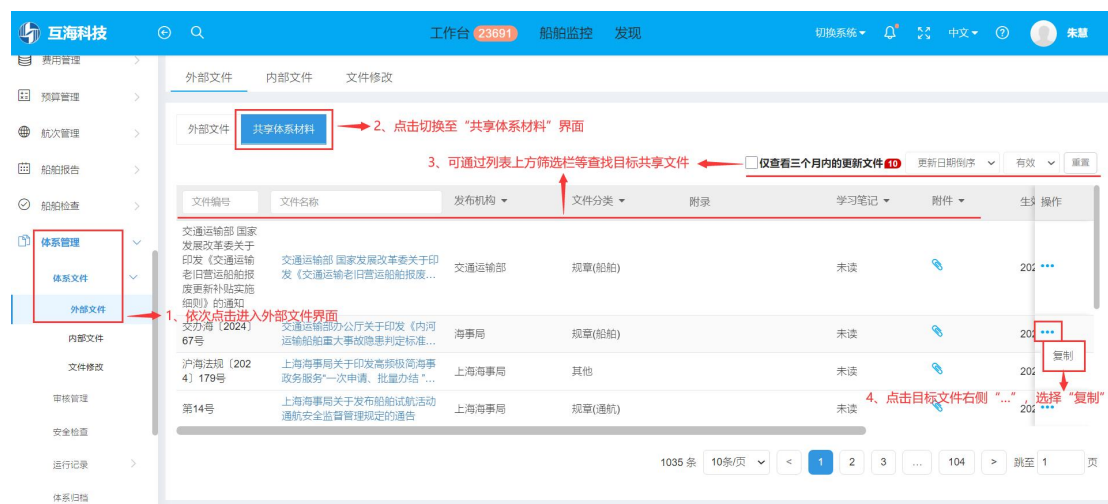 互海科技
工作台 23691 船舶监控 发现
切换系统 中文 朱慧
费用管理
预算管理
航次管理
船舶报告
船舶检查
体系管理
体系文件
外部文件
内部文件
文件修改
审核管理
安全检查
运行记录
体系归档
外部文件 内部文件 文件修改
外部文件 共享体系材料
2、点击切换至“共享体系材料”界面
3、可通过列表上方筛选栏等查找目标共享文件
仅查看三个月内的更新文件 10 更新日期倒序 有效 重置
文件编号 文件名称 发布机构 文件分类 附录 学习笔记 附件 生效 操作
交通运输部 国家
发展改革委关于
印发《交通运输
老旧营运船舶报
废更新补贴实施
细则》的通知
交通运输部 国家发展改革委关于印
发《交通运输老旧营运船舶报废...
交通运输部 规章(船舶) 未读 202 •••
1、依次点击进入外部文件界面
交办海〔2024〕
67号
交通运输部办公厅关于印发《内河
运输船舶重大事故隐患判定标准...
海事局 规章(船舶) 未读 202 •••
复制
沪海法规〔202
4〕179号
上海海事局关于印发高频极简海事
政务服务“一次申请、批量办结 “...
上海海事局 其他 未读 202
4、点击目标文件右侧“...”，选择“复制”
第14号
上海海事局关于发布船舶试航活动
通航安全监督管理规定的通告
上海海事局 规章(通航) 未读 202 •••
1035 条 10条/页 < 1 2 3 ... 104 > 跳至 1 页